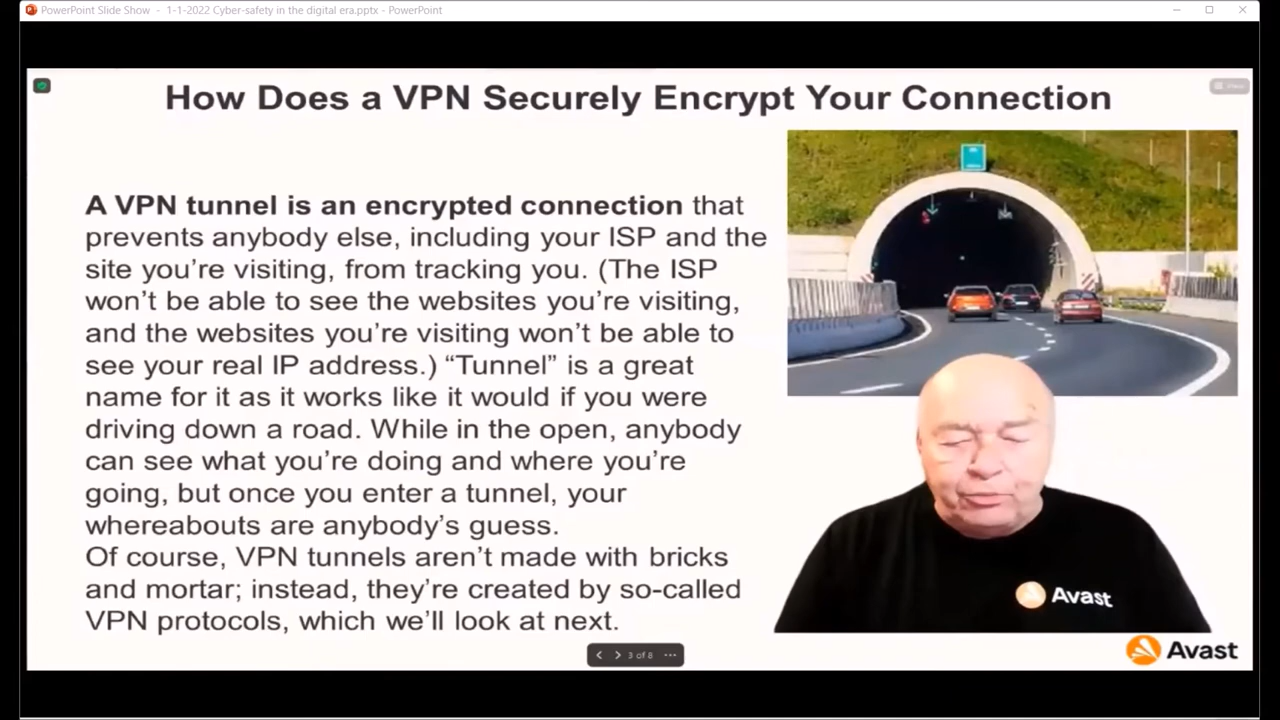 PowerPoint Slide Show - 1-1-2022 Cyber-safety in the digital era.pptx - PowerPoint
How Does a VPN Securely Encrypt Your Connection
A VPN tunnel is an encrypted connection that
prevents anybody else, including your ISP and the
site you’re visiting, from tracking you. (The ISP
won’t be able to see the websites you’re visiting,
and the websites you’re visiting won’t be able to
see your real IP address.) “Tunnel” is a great
name for it as it works like it would if you were
driving down a road. While in the open, anybody
can see what you’re doing and where you’re
going, but once you enter a tunnel, your
whereabouts are anybody’s guess.
Of course, VPN tunnels aren’t made with bricks
and mortar; instead, they’re created by so-called
VPN protocols, which we’ll look at next.
Avast
Avast
3 of 8